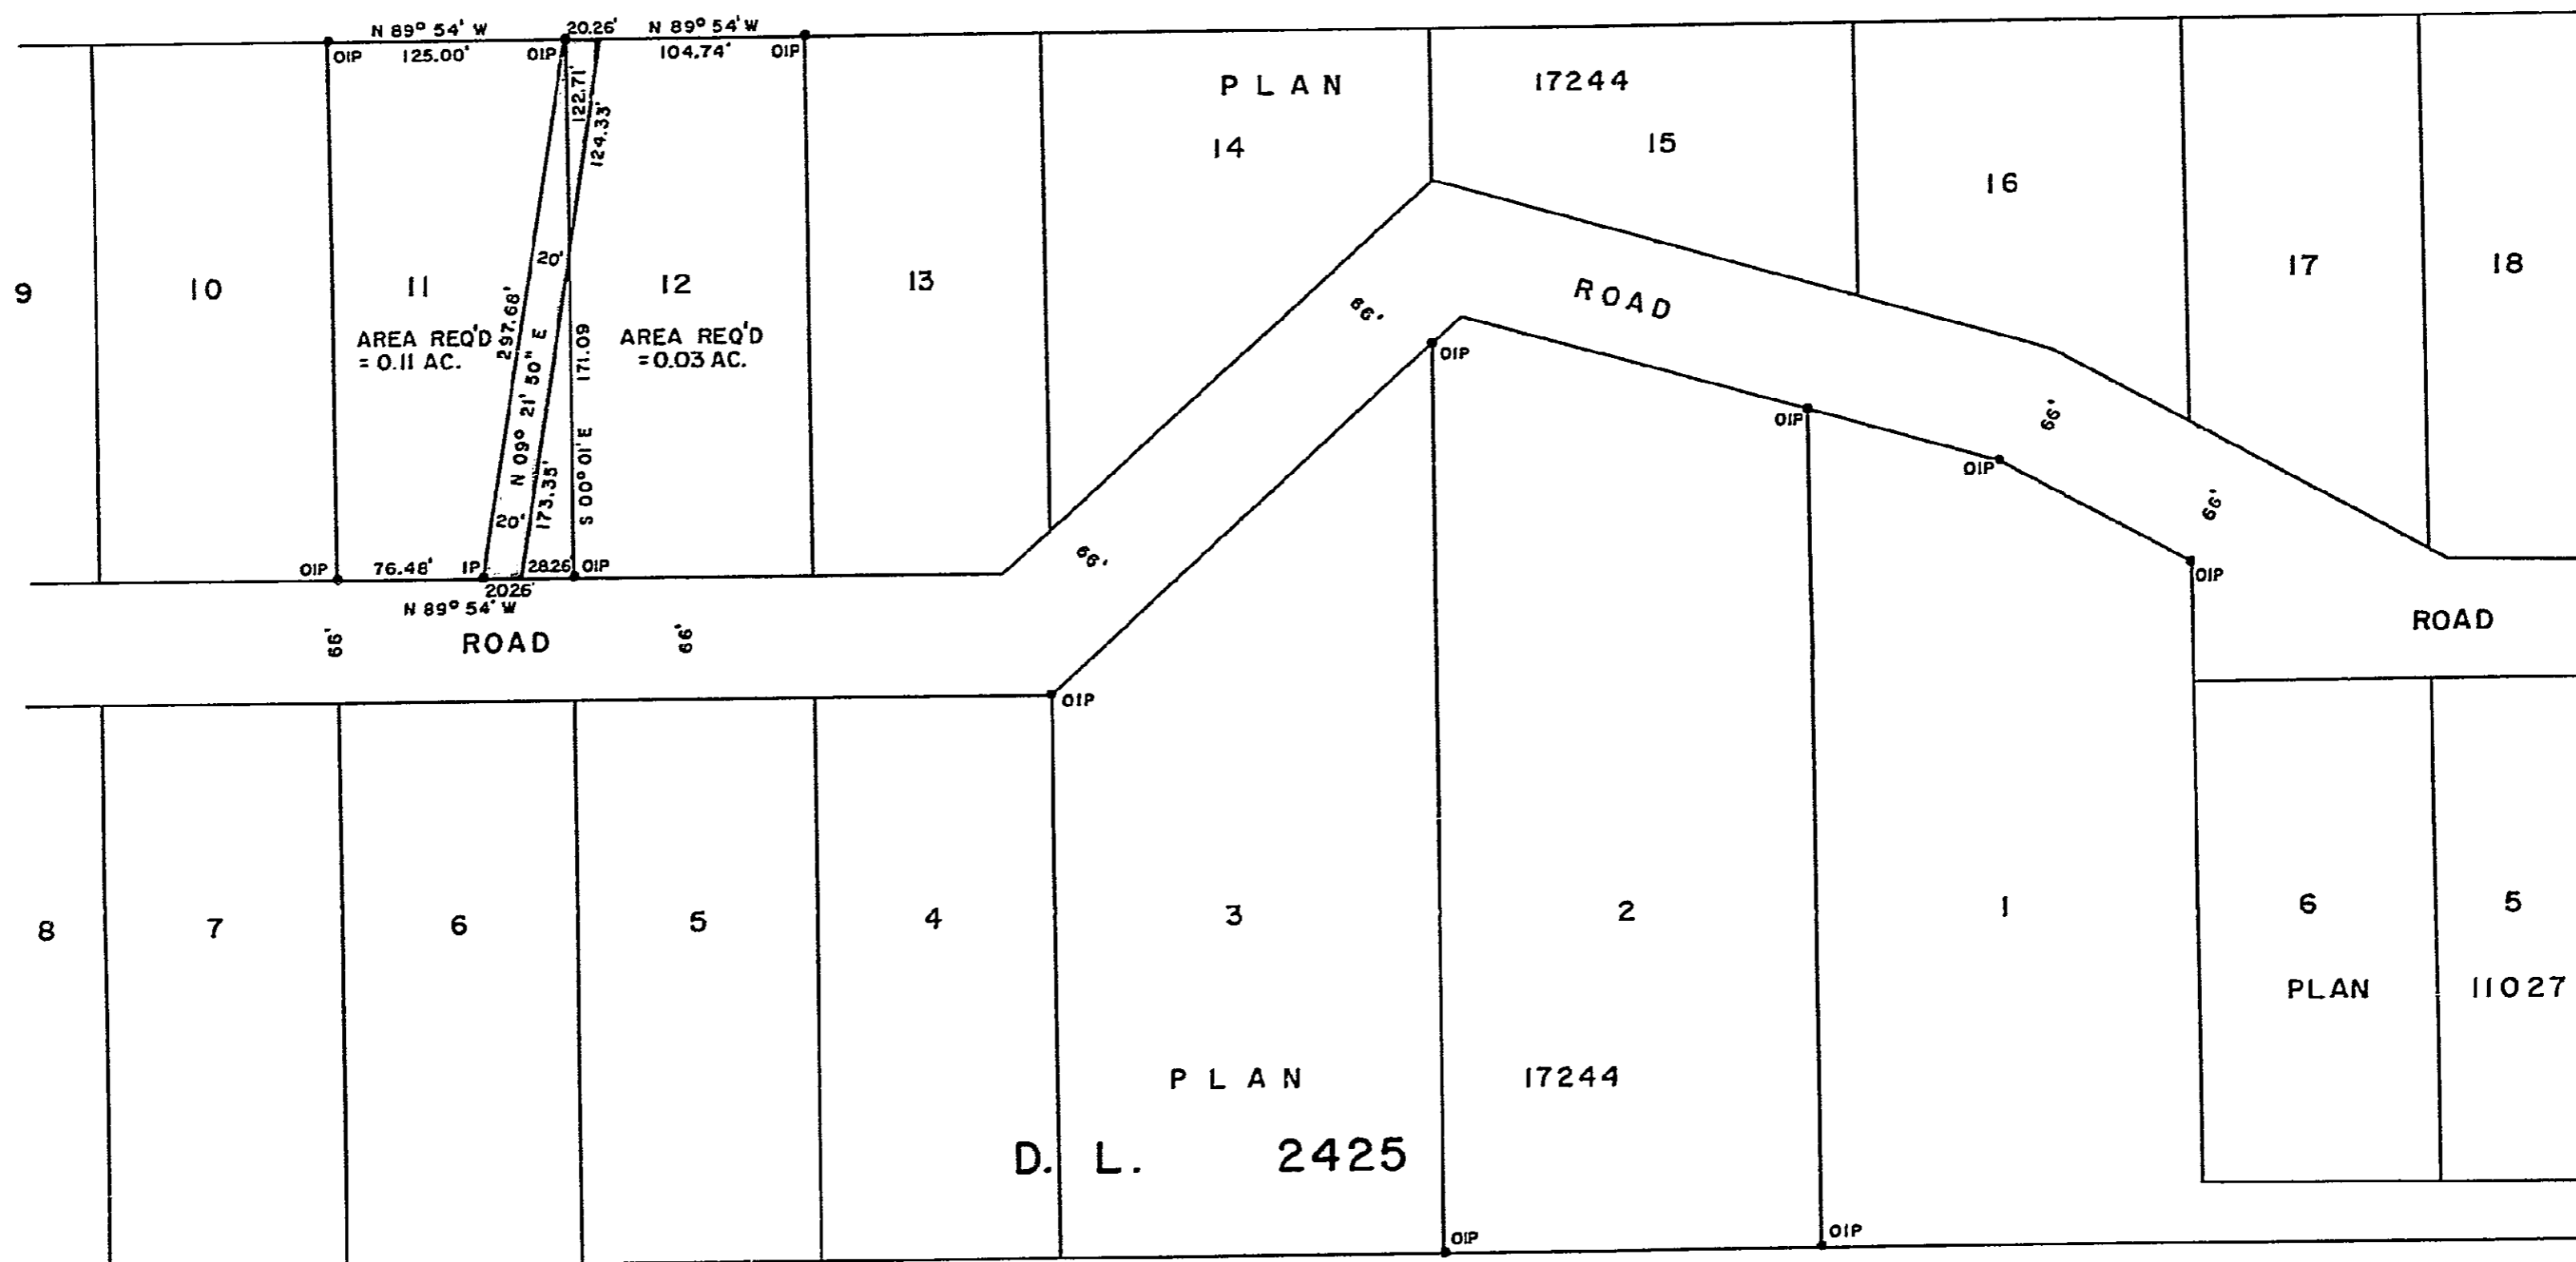 N 89° 54' W 20.26' N 89° 54' W
OIP 125.00' OIP 104.74' OIP
122.71'
124.33'
PLAN 17244
14
15
16
17
18
9
10
11
12
13
AREA REQ'D
= 0.11 AC.
AREA REQ'D
= 0.03 AC.
20'
297.68'
N 09° 21' 50" E
173.35'
171.09
S 00° 01' E
20'
OIP 76.48' IP 28.26' OIP
20.26'
N 89° 54' W
66' ROAD 66'
66'
66'
ROAD
OIP
OIP
OIP
66'
66'
OIP
ROAD
OIP
8
7
6
5
4
3
2
1
6
5
PLAN 11027
PLAN 17244
D. L. 2425
OIP
OIP